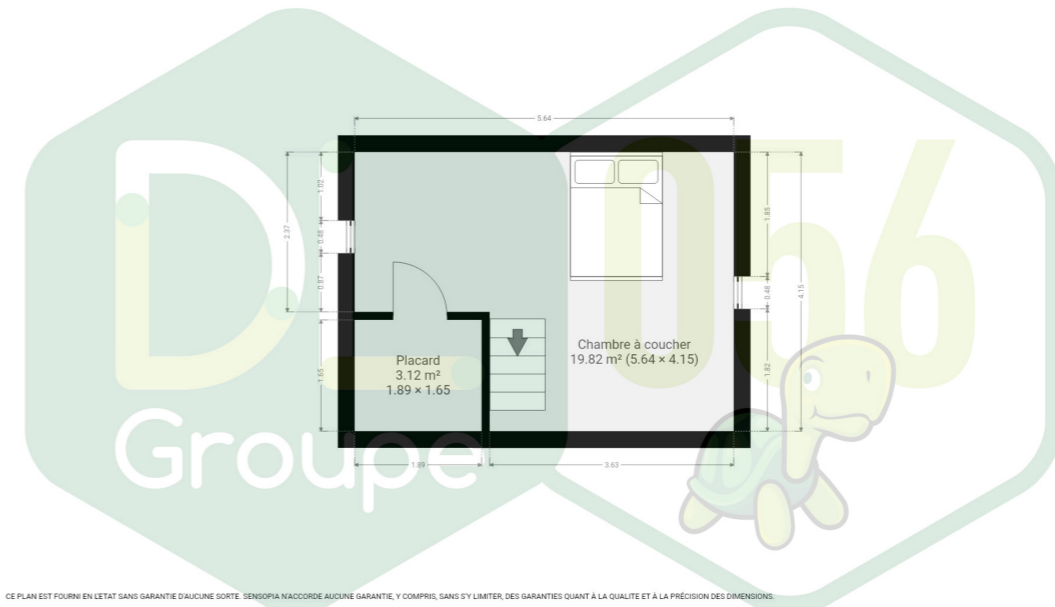 5.64
2.37
1.02
0.48
0.87
1.65
1.85
0.48
1.82
4.15
Placard
3.12 m²
1.89 × 1.65
Chambre à coucher
19.82 m² (5.64 × 4.15)
1.89
3.63
D
056
Groupe
CE PLAN EST FOURNI EN L'ETAT SANS GARANTIE D'AUCUNE SORTE. SENSOPIA N'ACCORDE AUCUNE GARANTIE, Y COMPRIS, SANS S'Y LIMITER, DES GARANTIES QUANT À LA QUALITE ET À LA PRÉCISION DES DIMENSIONS.